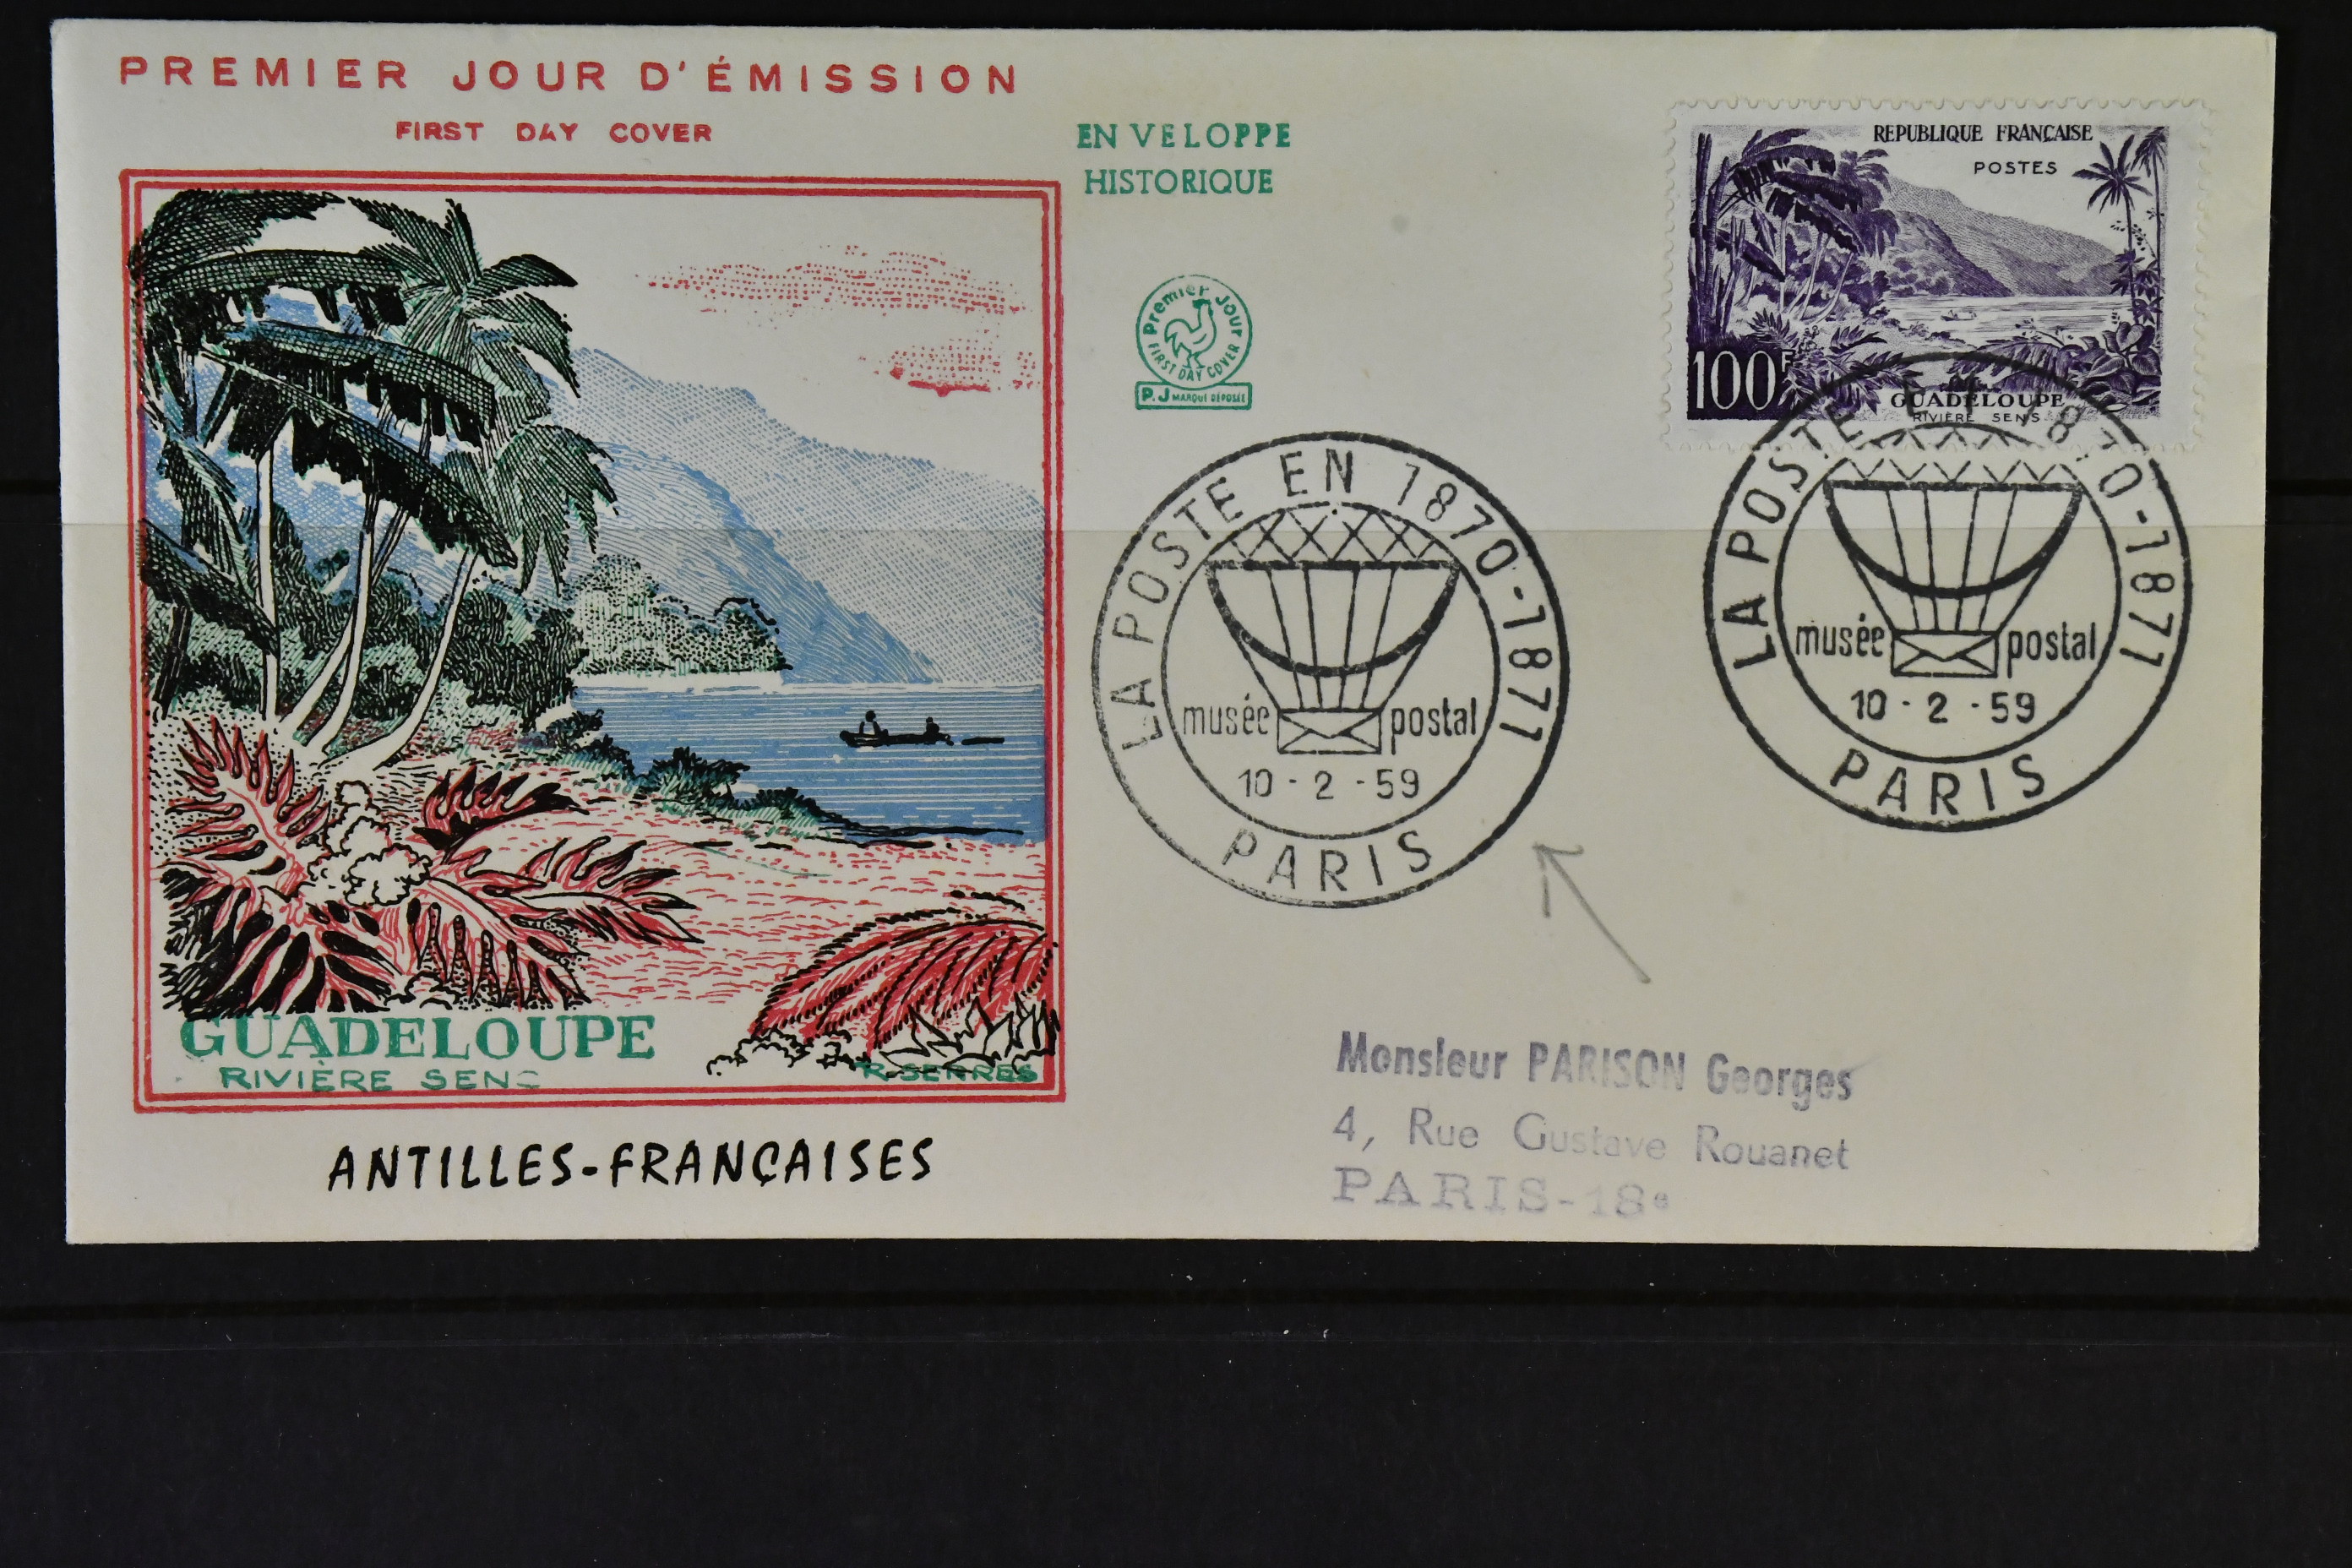 PREMIER JOUR D'ÉMISSION
FIRST DAY COVER
ENVELOPPE
HISTORIQUE
Premier Jour
FIRST DAY COVER
P.J MARQUE DÉPOSÉE
REPUBLIQUE FRANÇAISE
POSTES
100F
GUADELOUPE
RIVIÈRE SENS
LA POSTE EN 1870-1871
musée postal
10-2-59
PARIS
LA POSTE EN 1870-1871
musée postal
10-2-59
PARIS
GUADELOUPE
RIVIÈRE SENS
R.SERRES
ANTILLES-FRANÇAISES
Monsieur PARISON Georges
4, Rue Gustave Rouanet
PARIS-18e